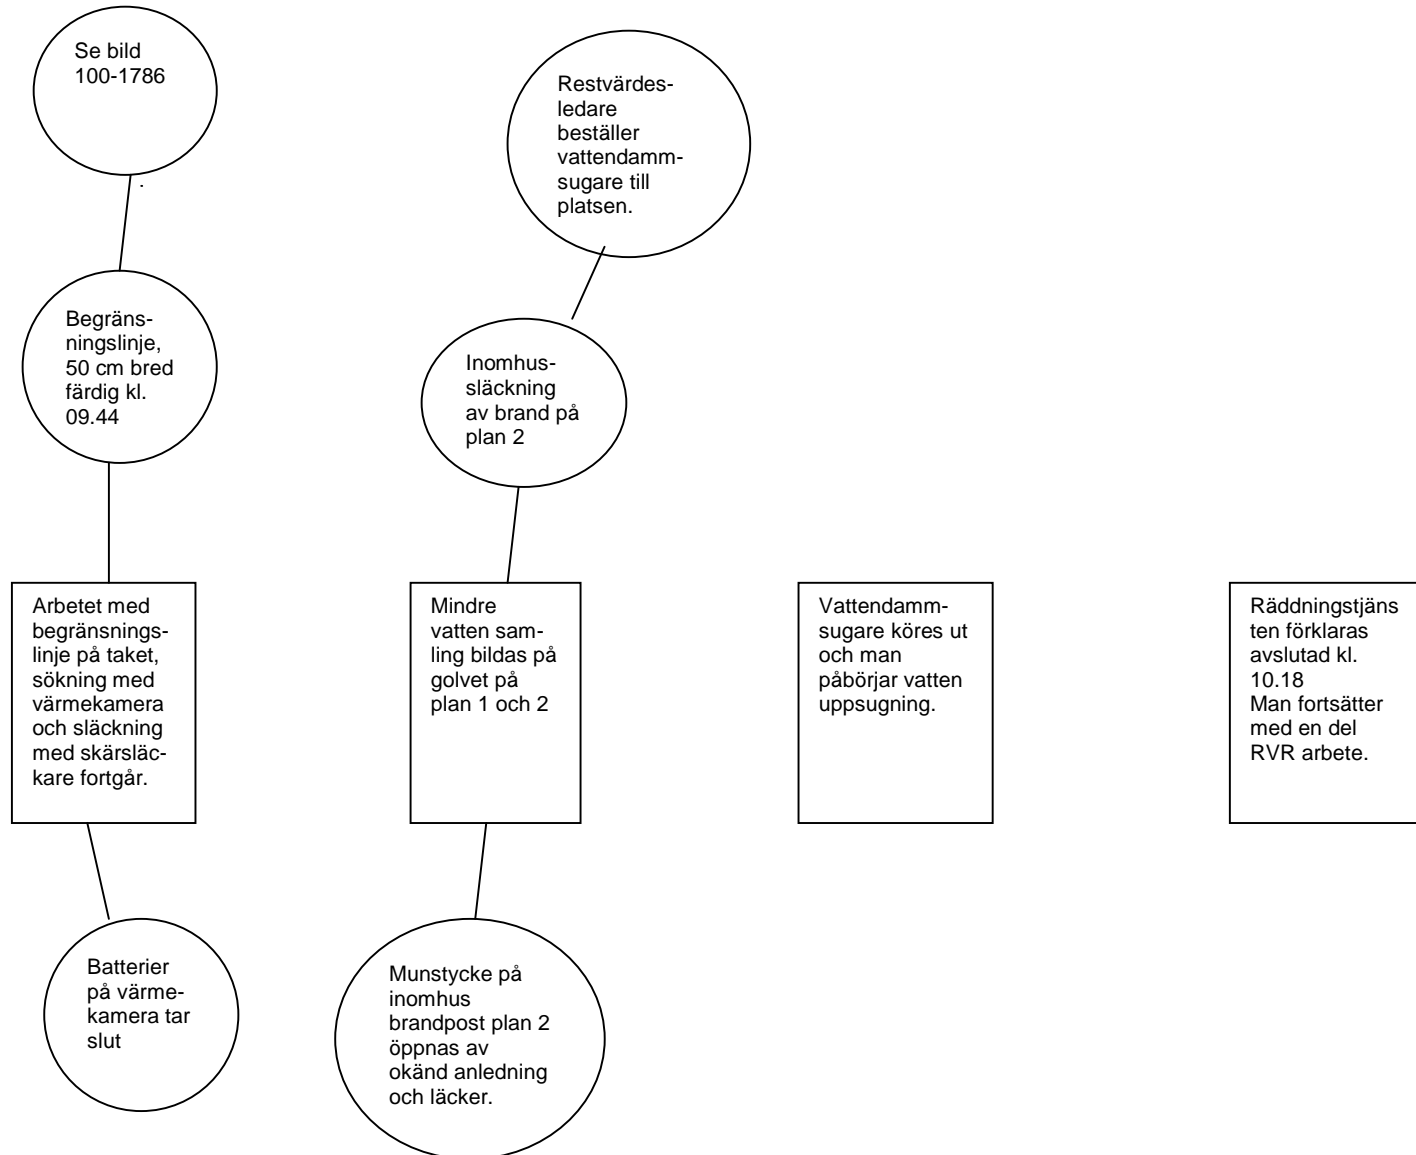 Se bild
100-1786
Restvärdes-
ledare
beställer
vattendamm-
sugare till
platsen.
Begräns-
ningslinje,
50 cm bred
färdig kl.
09.44
Inomhus-
släckning
av brand på
plan 2
Arbetet med
begränsnings-
linje på taket,
sökning med
värmekamera
och släckning
med skärsläc-
kare fortgår.
Mindre
vatten sam-
ling bildas på
golvet på
plan 1 och 2
Vattendamm-
sugare köres ut
och man
påbörjar vatten
uppsugning.
Räddningstjäns
ten förklaras
avslutad kl.
10.18
Man fortsätter
med en del
RVR arbete.
Batterier
på värme-
kamera tar
slut
Munstycke på
inomhus
brandpost plan 2
öppnas av
okänd anledning
och läcker.